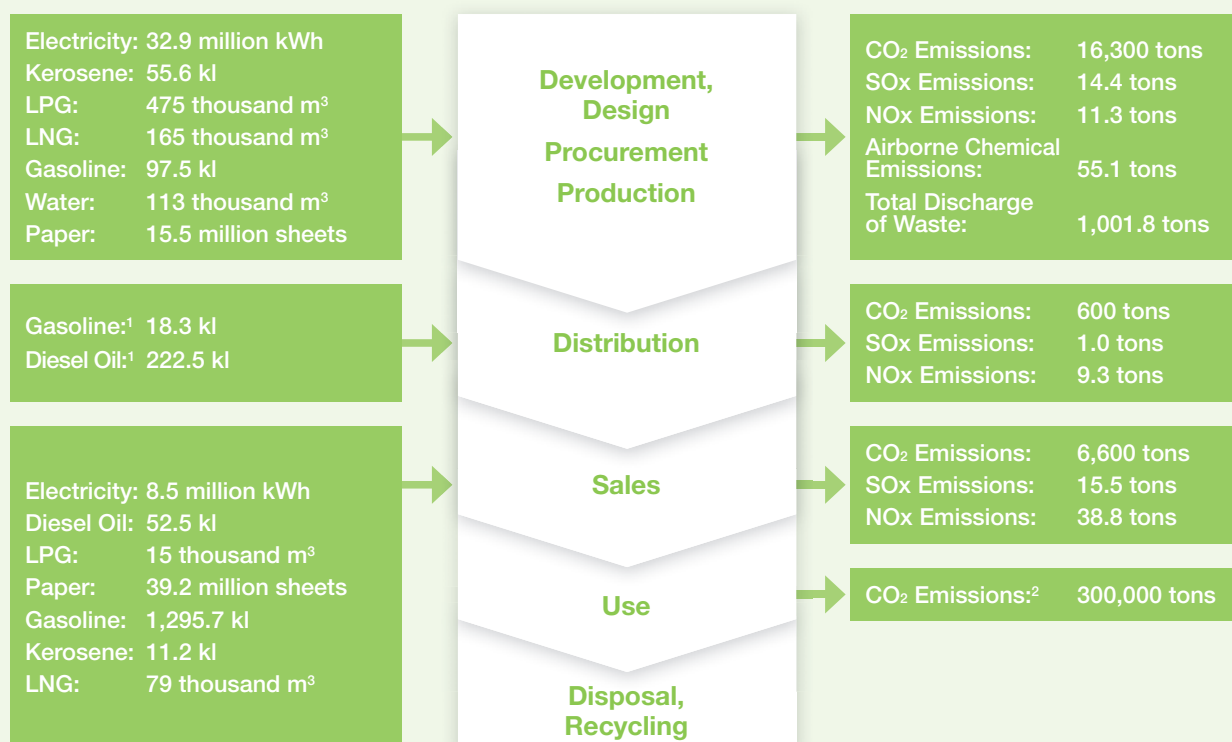 Electricity: 32.9 million kWh
Kerosene: 55.6 kl
LPG: 475 thousand m³
LNG: 165 thousand m³
Gasoline: 97.5 kl
Water: 113 thousand m³
Paper: 15.5 million sheets
Development,
Design
Procurement
Production
CO₂ Emissions: 16,300 tons
SOx Emissions: 14.4 tons
NOx Emissions: 11.3 tons
Airborne Chemical
Emissions: 55.1 tons
Total Discharge
of Waste: 1,001.8 tons
Gasoline:¹ 18.3 kl
Diesel Oil:¹ 222.5 kl
Distribution
CO₂ Emissions: 600 tons
SOx Emissions: 1.0 tons
NOx Emissions: 9.3 tons
Electricity: 8.5 million kWh
Diesel Oil: 52.5 kl
LPG: 15 thousand m³
Paper: 39.2 million sheets
Gasoline: 1,295.7 kl
Kerosene: 11.2 kl
LNG: 79 thousand m³
Sales
CO₂ Emissions: 6,600 tons
SOx Emissions: 15.5 tons
NOx Emissions: 38.8 tons
Use
CO₂ Emissions:² 300,000 tons
Disposal,
Recycling